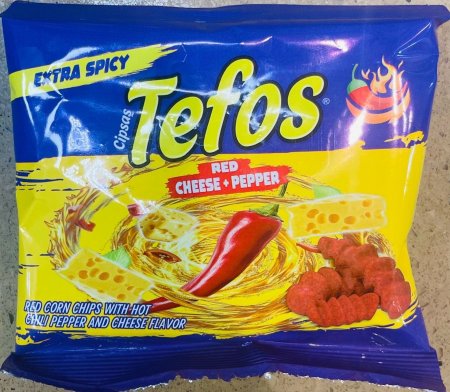 EXTRA SPICY
Cipsas
Tefos®
RED
CHEESE + PEPPER
RED CORN CHIPS WITH HOT
CHILI PEPPER AND CHEESE FLAVOR